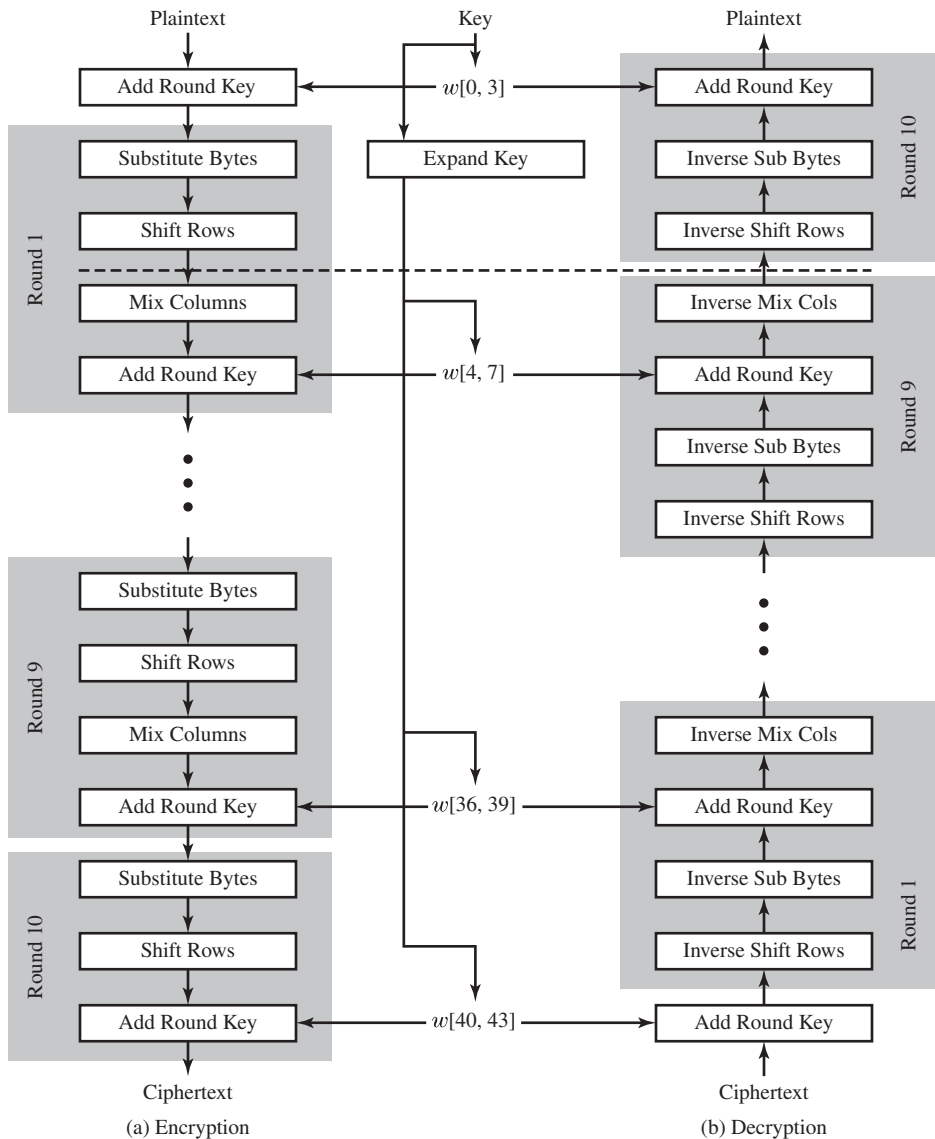 Plaintext
Key
Plaintext
Add Round Key
w[0, 3]
Add Round Key
Substitute Bytes
Expand Key
Inverse Sub Bytes
Round 10
Shift Rows
Inverse Shift Rows
Round 1
Mix Columns
Inverse Mix Cols
Add Round Key
w[4, 7]
Add Round Key
Round 9
Inverse Sub Bytes
Inverse Shift Rows
Substitute Bytes
Shift Rows
Round 9
Mix Columns
Inverse Mix Cols
Add Round Key
w[36, 39]
Add Round Key
Substitute Bytes
Inverse Sub Bytes
Round 1
Round 10
Shift Rows
Inverse Shift Rows
Add Round Key
w[40, 43]
Add Round Key
Ciphertext
Ciphertext
(a) Encryption
(b) Decryption